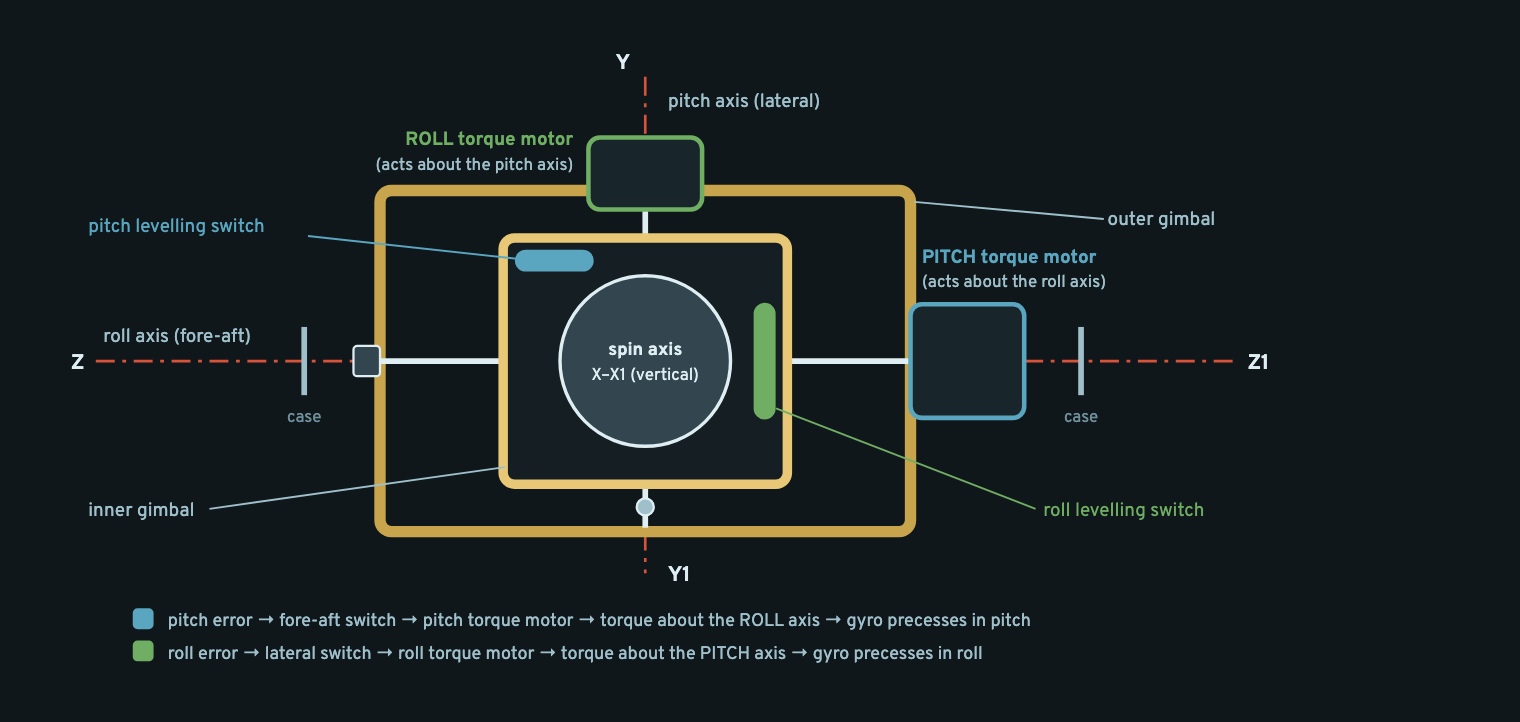 Y
pitch axis (lateral)
ROLL torque motor
(acts about the pitch axis)
pitch levelling switch
outer gimbal
PITCH torque motor
(acts about the roll axis)
roll axis (fore-aft)
Z
spin axis
X–X1 (vertical)
Z1
case
case
inner gimbal
roll levelling switch
Y1
pitch error → fore-aft switch → pitch torque motor → torque about the ROLL axis → gyro precesses in pitch
roll error → lateral switch → roll torque motor → torque about the PITCH axis → gyro precesses in roll